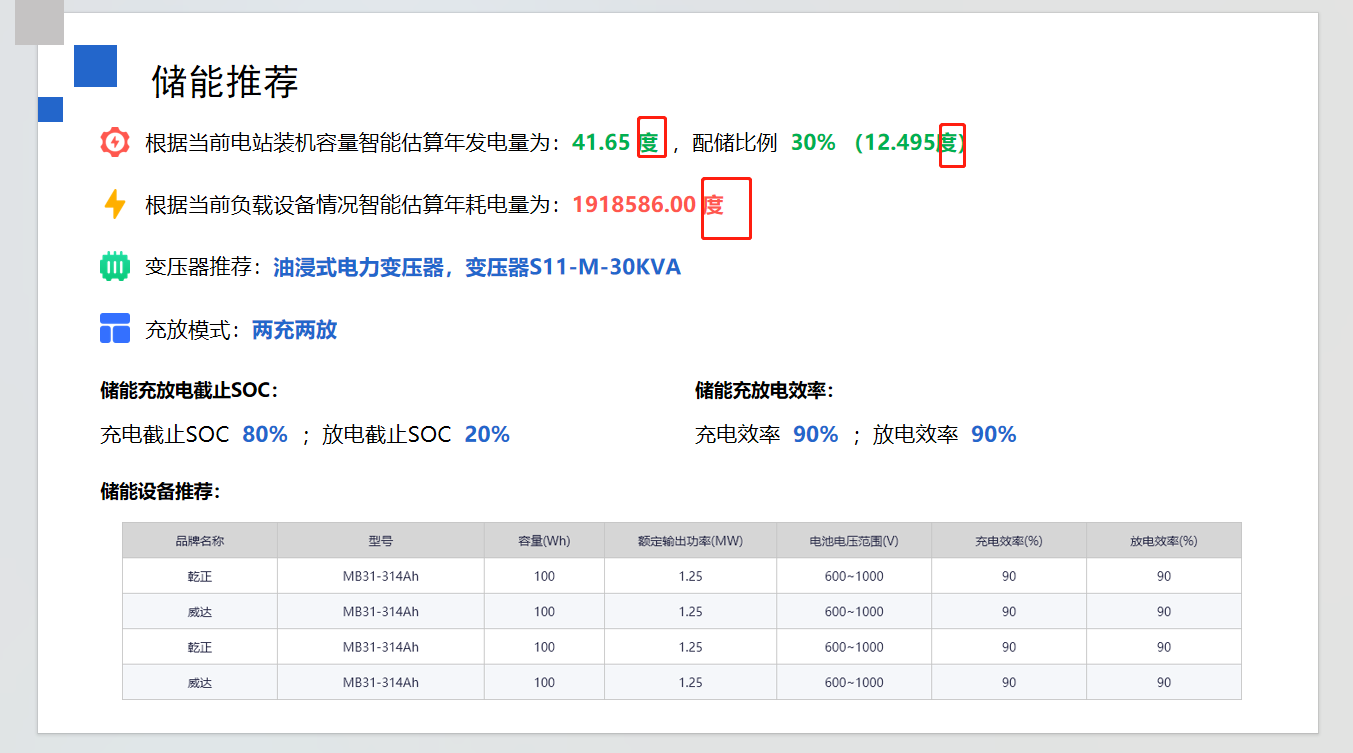 储能推荐
根据当前电站装机容量智能估算年发电量为：41.65 度 ，配储比例 30% （12.495度)
根据当前负载设备情况智能估算年耗电量为：1918586.00 度
变压器推荐：油浸式电力变压器，变压器S11-M-30KVA
充放模式：两充两放
储能充放电截止SOC： 储能充放电效率：
充电截止SOC 80% ；放电截止SOC 20% 充电效率 90% ；放电效率 90%
储能设备推荐：
品牌名称 型号 容量(Wh) 额定输出功率(MW) 电池电压范围(V) 充电效率(%) 放电效率(%)
乾正 MB31-314Ah 100 1.25 600~1000 90 90
威达 MB31-314Ah 100 1.25 600~1000 90 90
乾正 MB31-314Ah 100 1.25 600~1000 90 90
威达 MB31-314Ah 100 1.25 600~1000 90 90